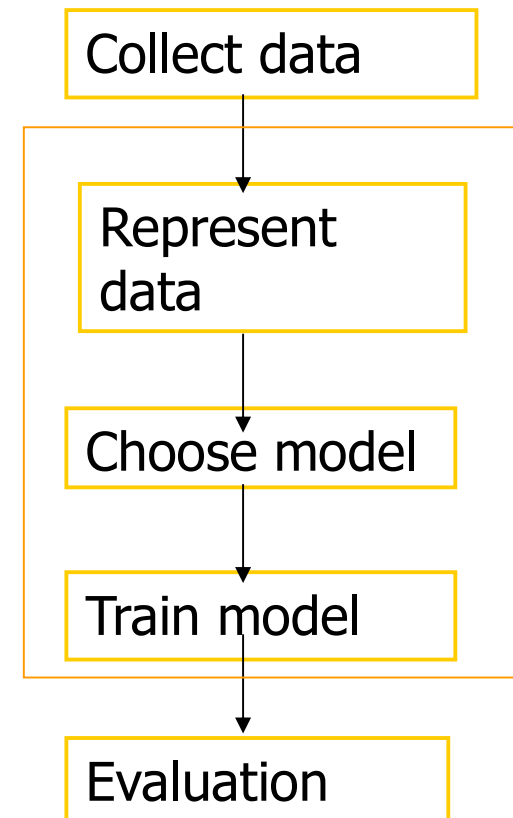 Collect data
Represent
data
Choose model
Train model
Evaluation